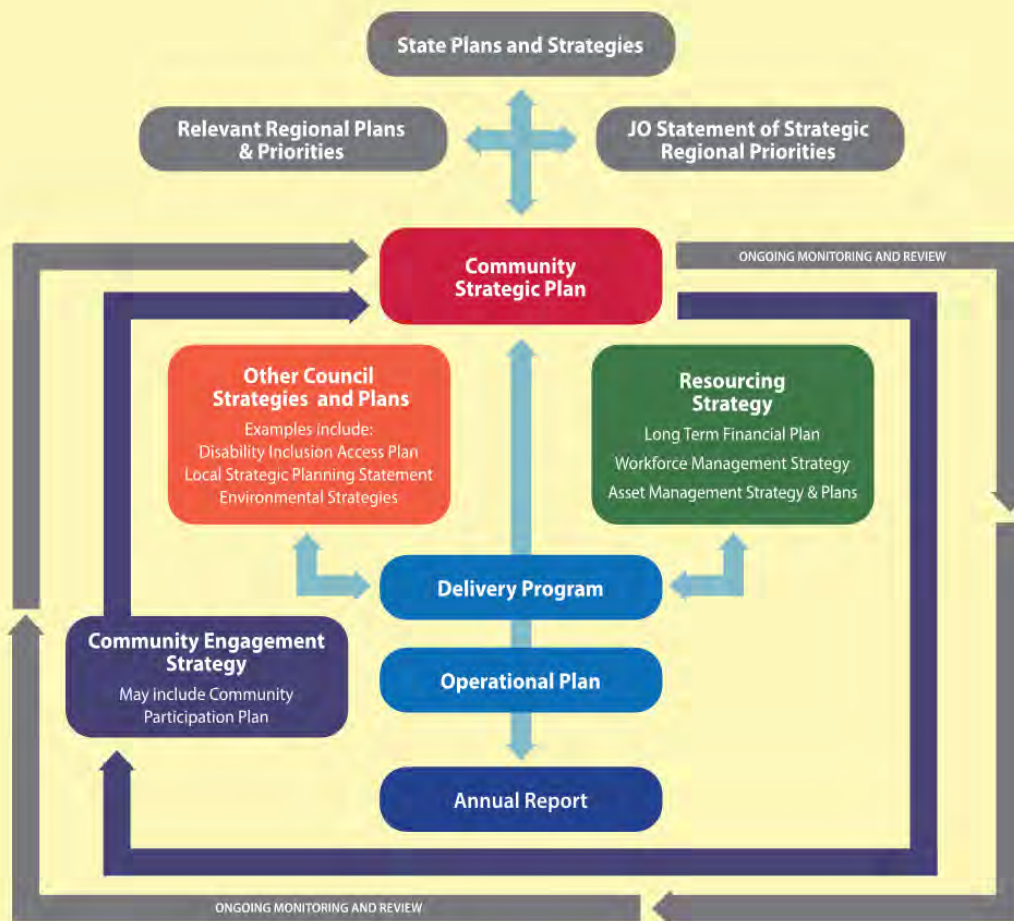 State Plans and Strategies
Relevant Regional Plans
& Priorities
JO Statement of Strategic
Regional Priorities
Community
Strategic Plan
ONGOING MONITORING AND REVIEW
Other Council
Strategies and Plans
Examples include:
Disability Inclusion Access Plan
Local Strategic Planning Statement
Environmental Strategies
Resourcing
Strategy
Long Term Financial Plan
Workforce Management Strategy
Asset Management Strategy & Plans
Delivery Program
Community Engagement
Strategy
May include Community
Participation Plan
Operational Plan
Annual Report
ONGOING MONITORING AND REVIEW